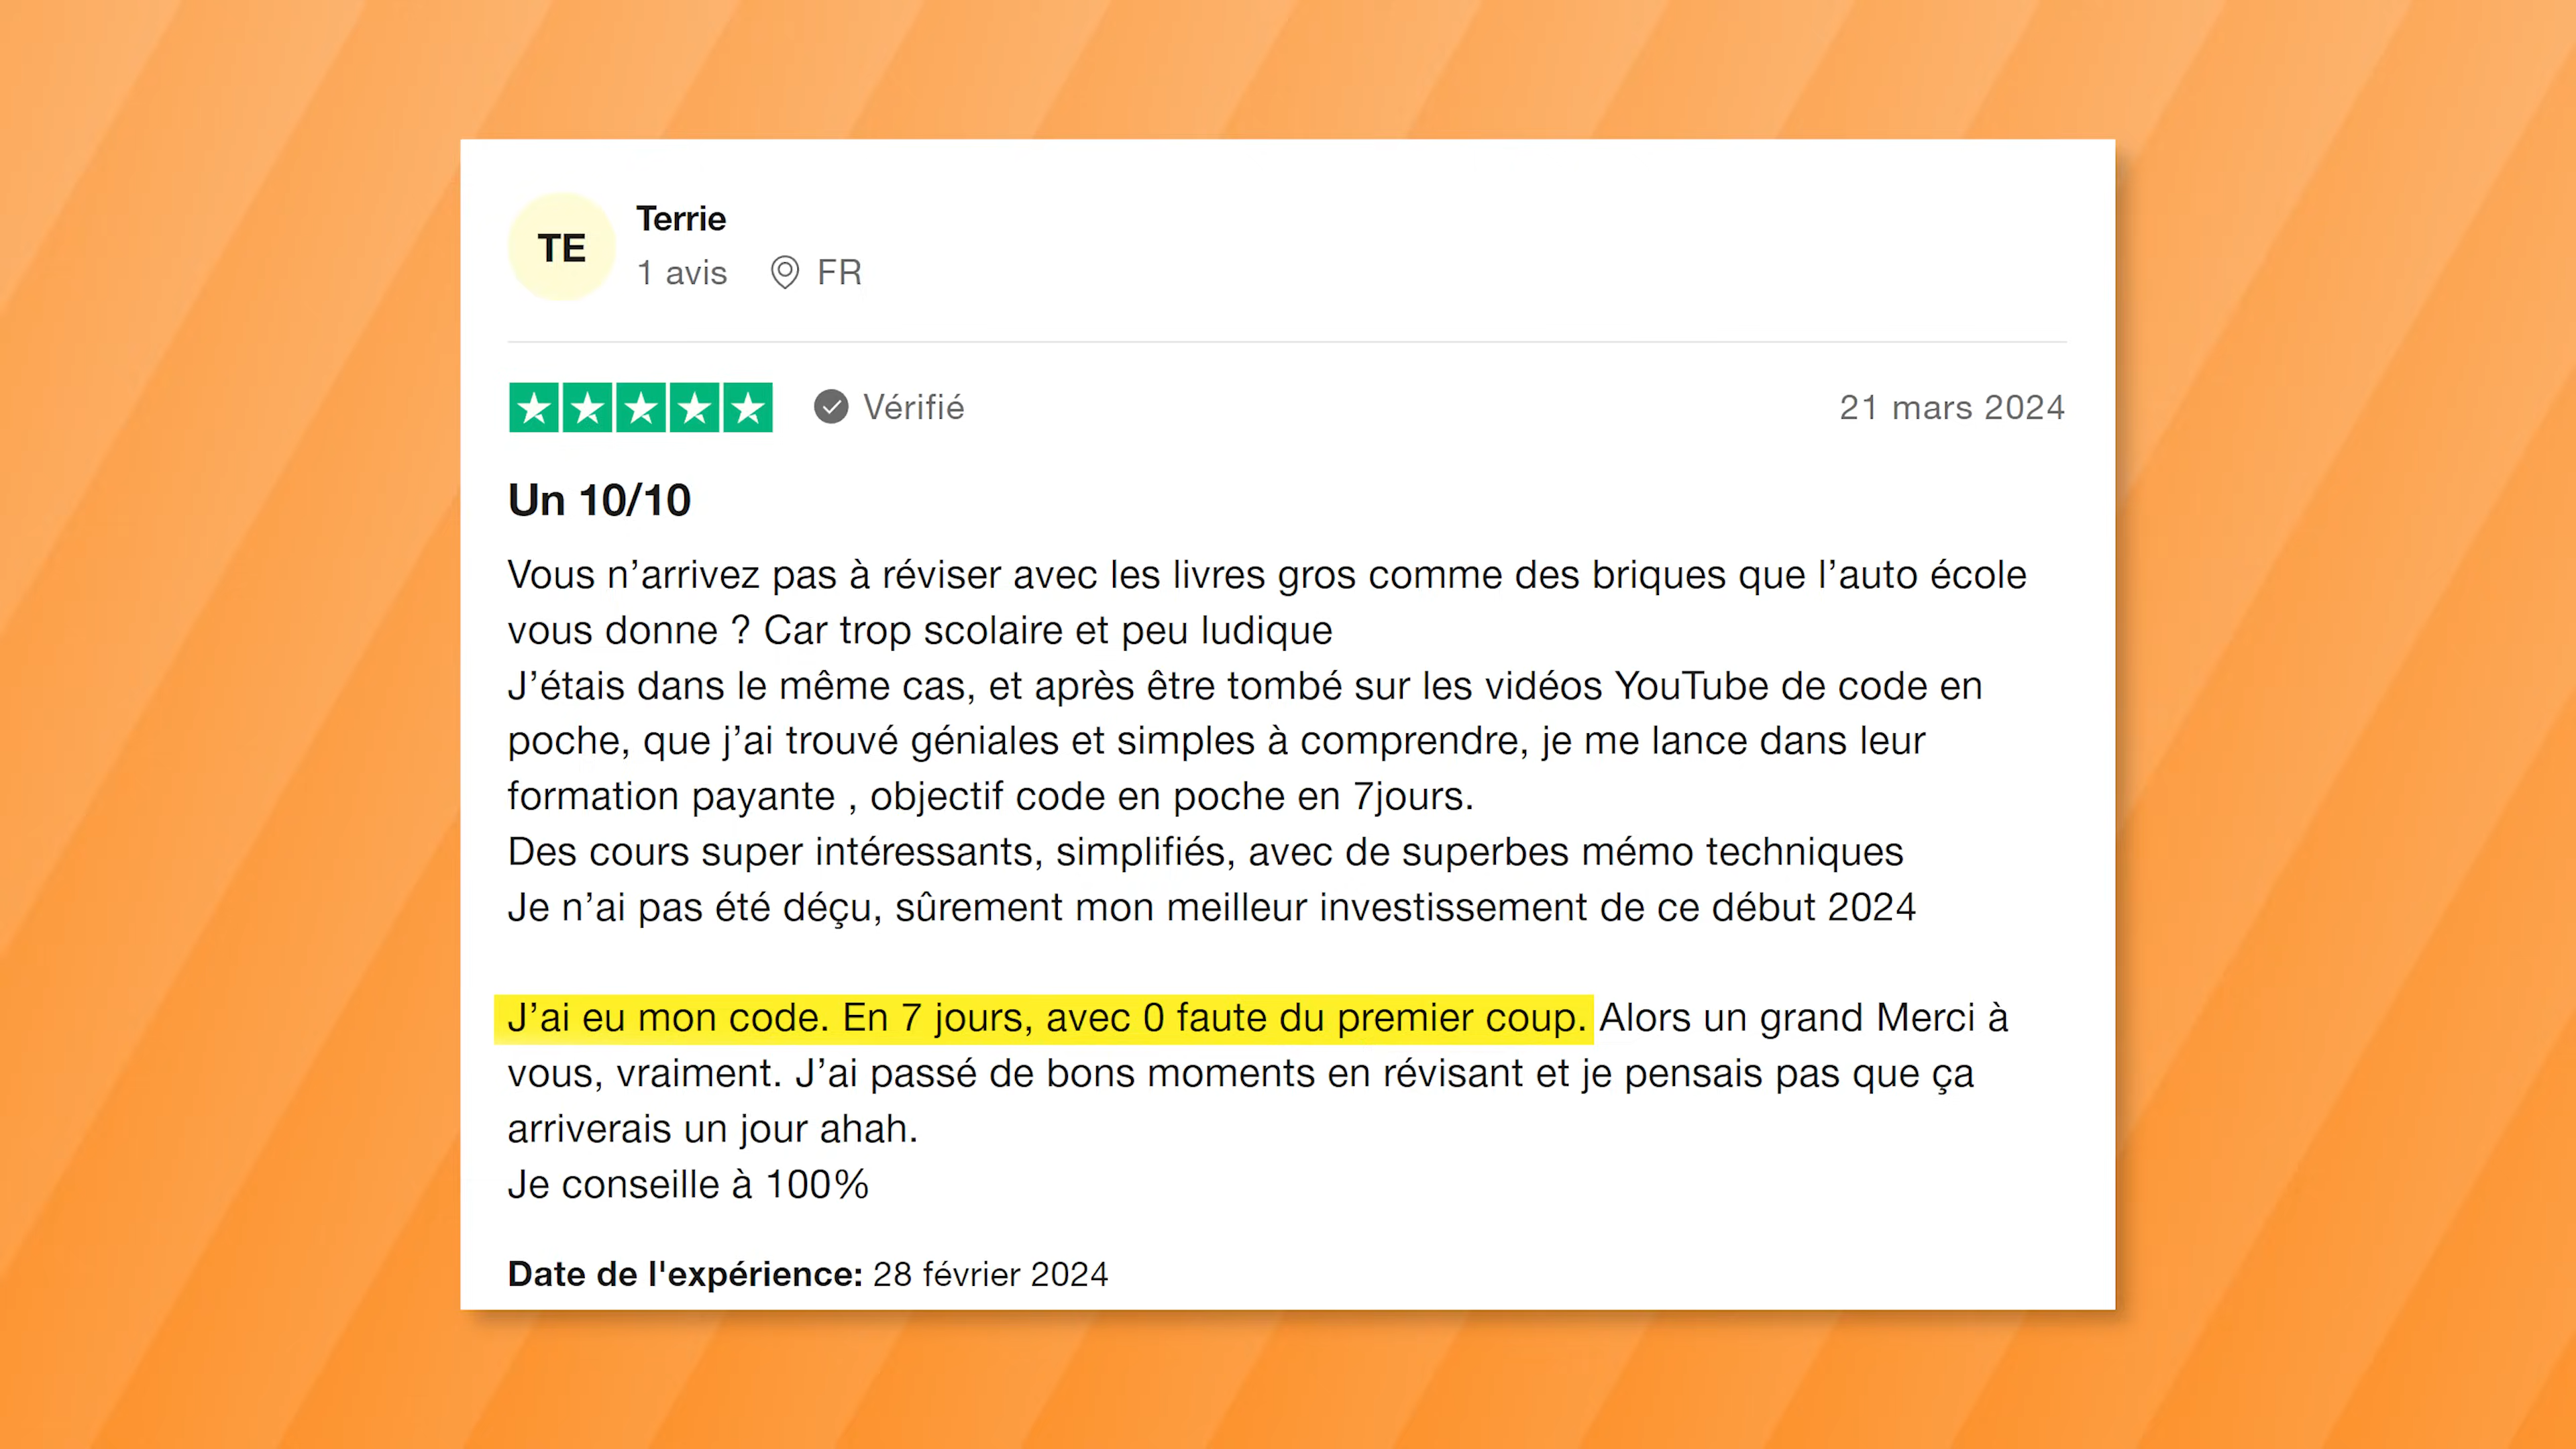 TE
Terrie
1 avis FR
Vérifié 21 mars 2024
Un 10/10
Vous n’arrivez pas à réviser avec les livres gros comme des briques que l’auto école
vous donne ? Car trop scolaire et peu ludique
J’étais dans le même cas, et après être tombé sur les vidéos YouTube de code en
poche, que j’ai trouvé géniales et simples à comprendre, je me lance dans leur
formation payante , objectif code en poche en 7jours.
Des cours super intéressants, simplifiés, avec de superbes mémo techniques
Je n’ai pas été déçu, sûrement mon meilleur investissement de ce début 2024
J’ai eu mon code. En 7 jours, avec 0 faute du premier coup. Alors un grand Merci à
vous, vraiment. J’ai passé de bons moments en révisant et je pensais pas que ça
arriverais un jour ahah.
Je conseille à 100%
Date de l'expérience: 28 février 2024